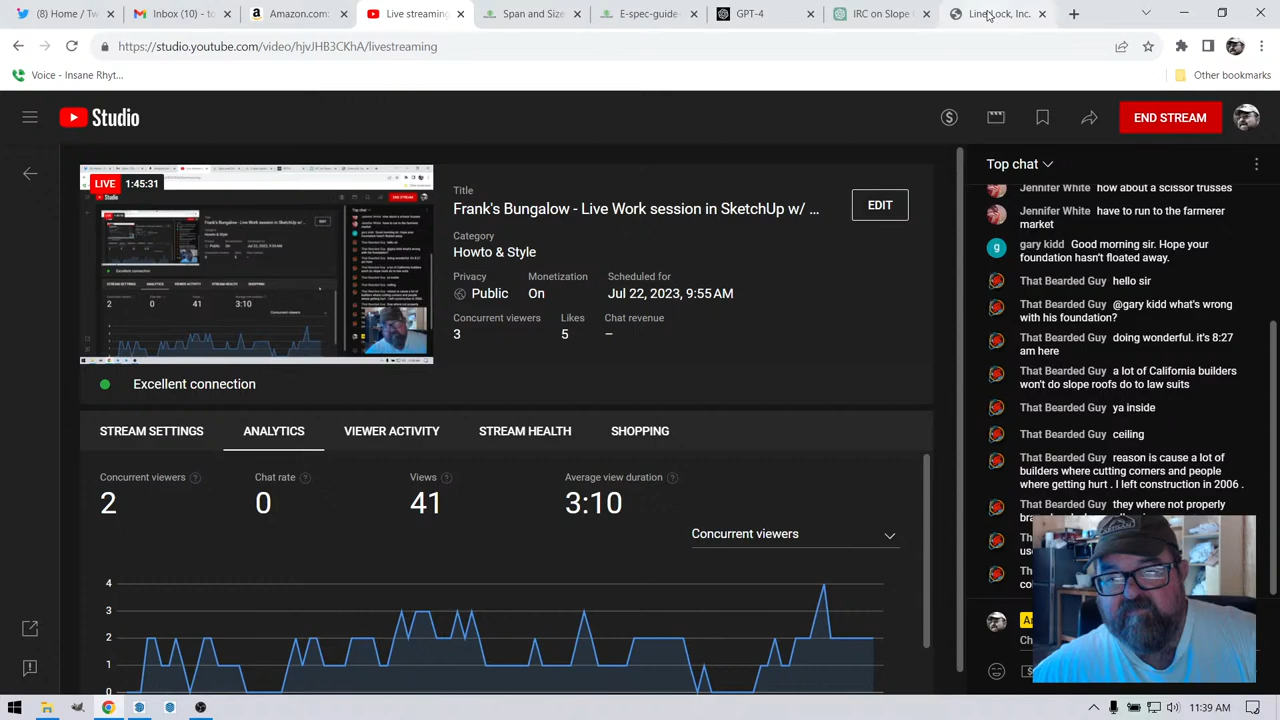 (8) Home / Tw
Inbox (10) - to
Amazon.com:
Live streaming
Span and Size
E-spec-guide-
GPT-4
IRC on Slope
Line Lock, Inc.
https://studio.youtube.com/video/hjvJHB3CKhA/livestreaming
Voice - Insane Rhyt...
Other bookmarks
Studio
END STREAM
LIVE 1:45:31
Title
Frank's Bungalow - Live Work session in SketchUp w/ ...
EDIT
Category
Howto & Style
Privacy
Monetization
Scheduled for
Public
On
Jul 22, 2023, 9:55 AM
Concurrent viewers
Likes
Chat revenue
3
5
–
Excellent connection
STREAM SETTINGS
ANALYTICS
VIEWER ACTIVITY
STREAM HEALTH
SHOPPING
Concurrent viewers
Chat rate
Views
Average view duration
2
0
41
3:10
Concurrent viewers
4
3
2
1
0
Top chat
Jennifer White how about a scissor trusses
Jennifer White have to run to the farmered
market
gary kidd Good morning sir. Hope your
foundation hasn't floated away.
That Bearded Guy hello sir
That Bearded Guy @gary kidd what's wrong
with his foundation?
That Bearded Guy doing wonderful. it's 8:27
am here
That Bearded Guy a lot of California builders
won't do slope roofs do to law suits
That Bearded Guy ya inside
That Bearded Guy ceiling
That Bearded Guy reason is cause a lot of
builders where cutting corners and people
where getting hurt . I left construction in 2006 .
That Bearded Guy they where not properly
11:39 AM